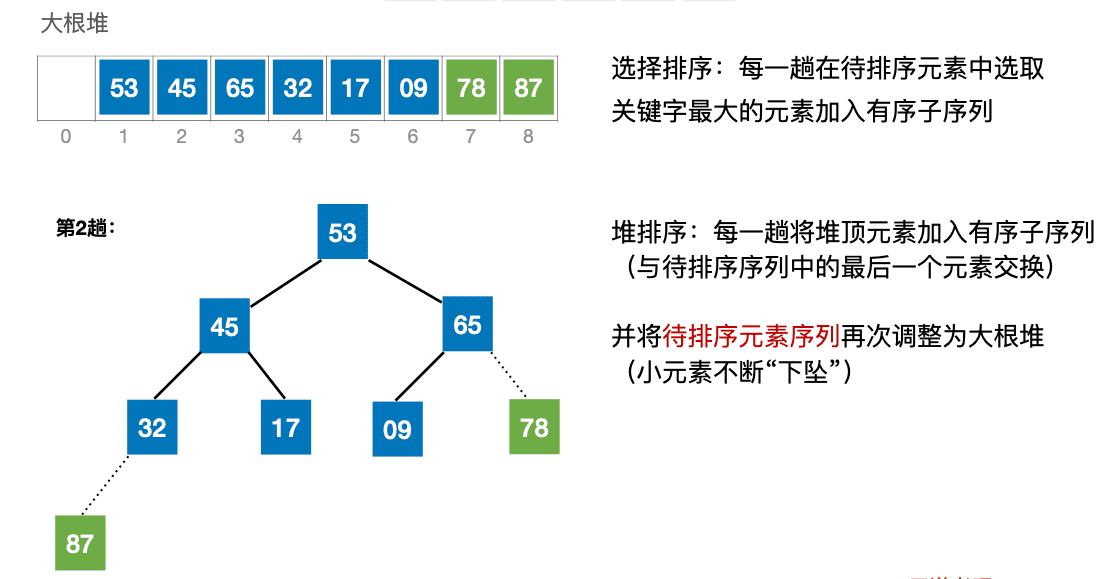 大根堆
53 45 65 32 17 09 78 87
0 1 2 3 4 5 6 7 8
选择排序：每一趟在待排序元素中选取
关键字最大的元素加入有序子序列
第2趟：
53
45 65
32 17 09 78
87
堆排序：每一趟将堆顶元素加入有序子序列
（与待排序序列中的最后一个元素交换）
并将待排序元素序列再次调整为大根堆
（小元素不断“下坠”）